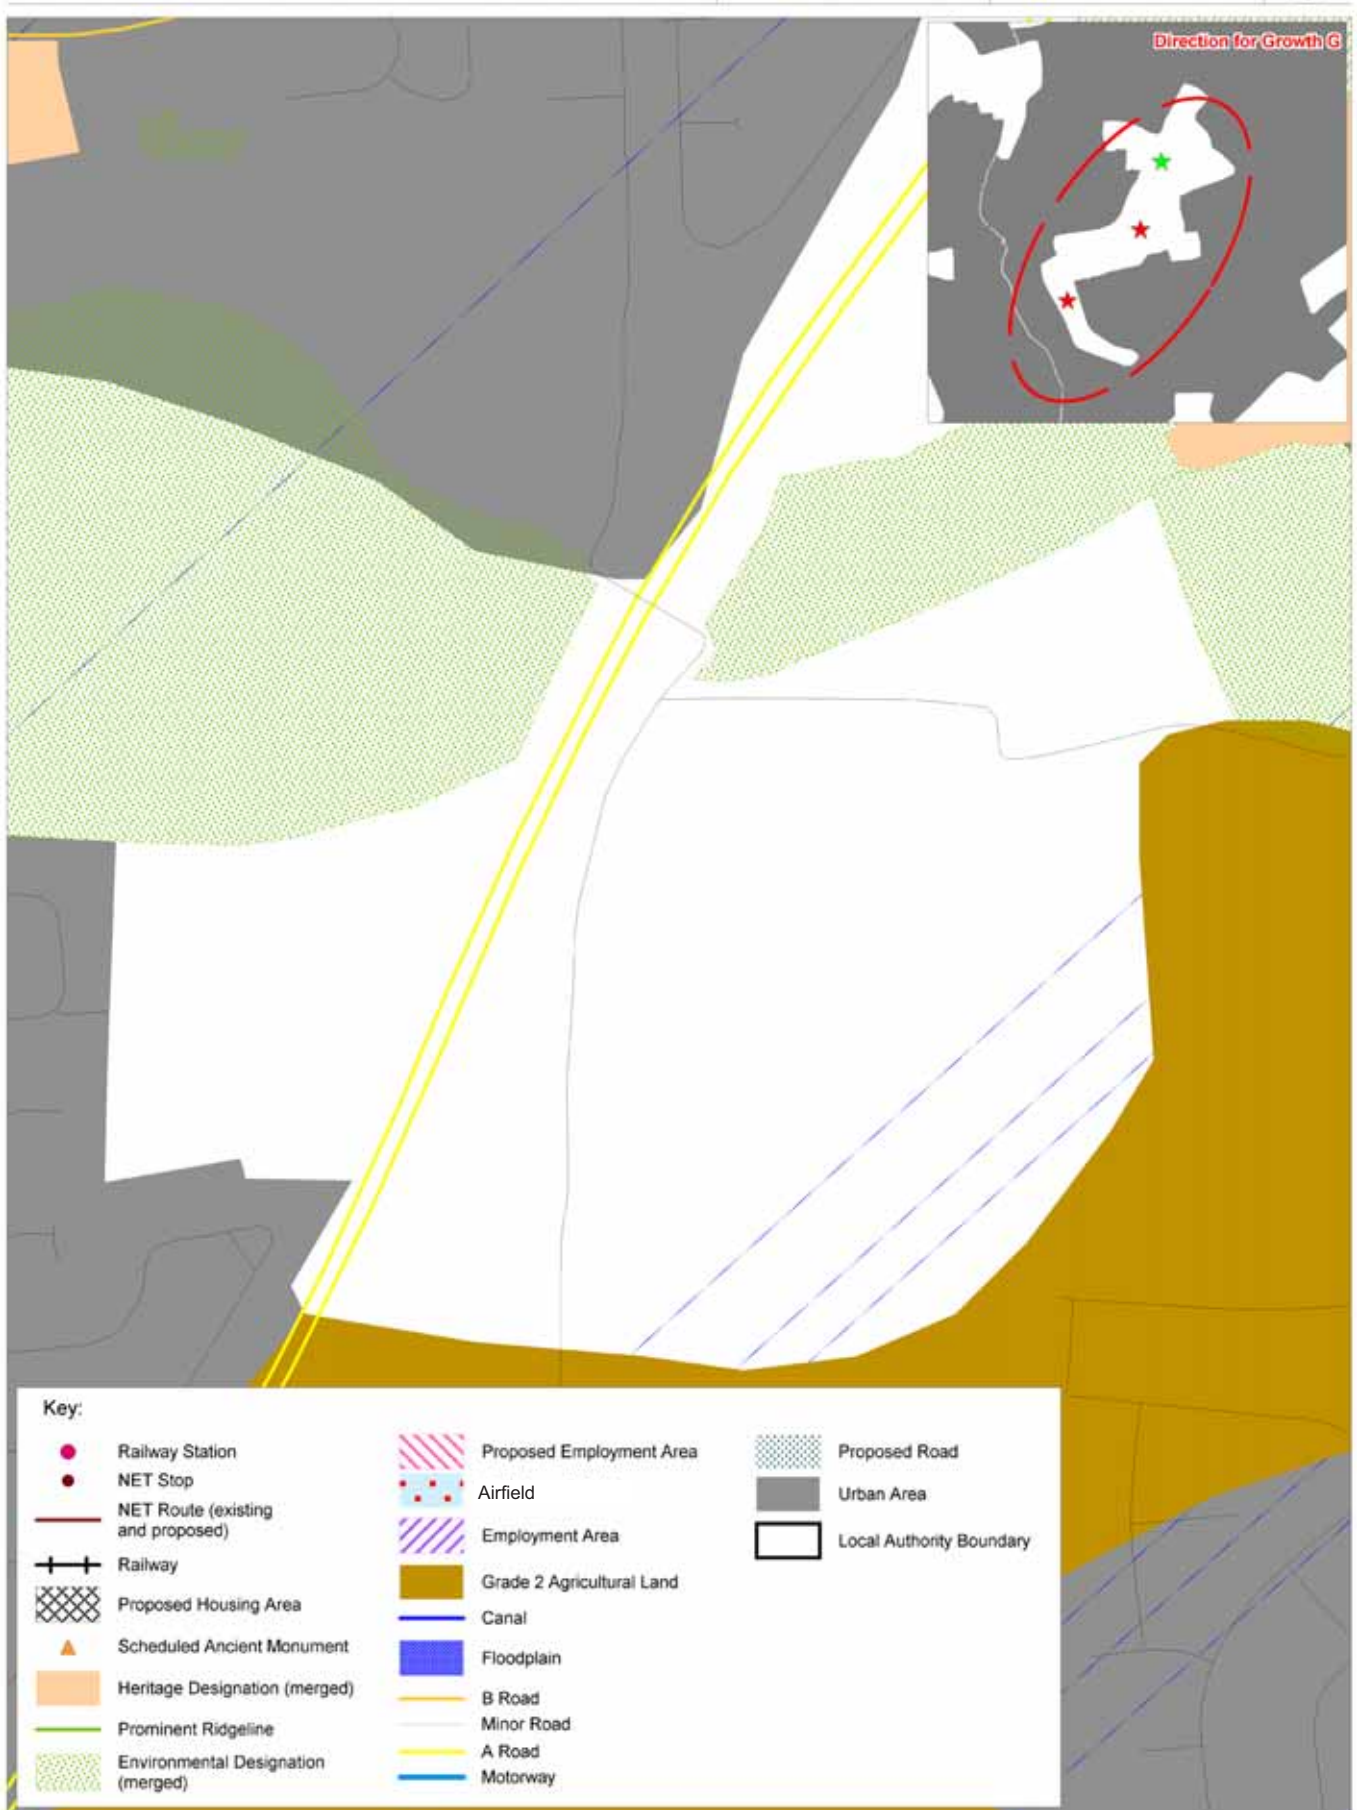 Direction for Growth G
Key:
Railway Station
NET Stop
NET Route (existing
and proposed)
Railway
Proposed Housing Area
Scheduled Ancient Monument
Heritage Designation (merged)
Prominent Ridgeline
Environmental Designation
(merged)
Proposed Employment Area
Airfield
Employment Area
Grade 2 Agricultural Land
Canal
Floodplain
B Road
Minor Road
A Road
Motorway
Proposed Road
Urban Area
Local Authority Boundary